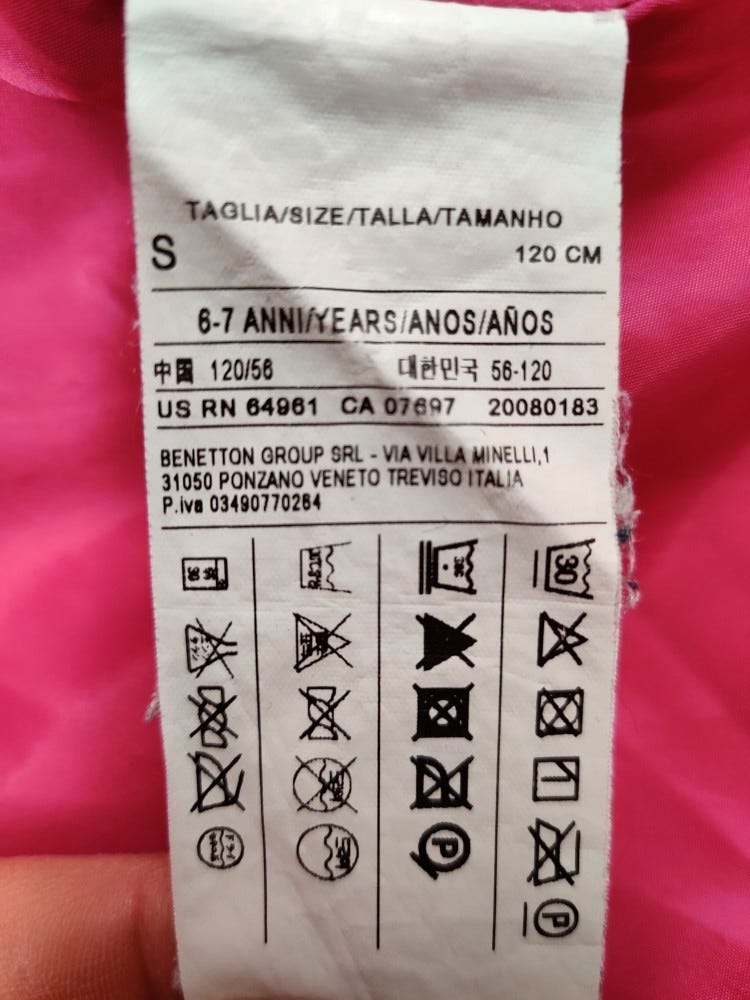 TAGLIA/SIZE/TALLA/TAMANHO
S 120 CM
6-7 ANNI/YEARS/ANOS/AÑOS
中国 120/56 대한민국 56-120
US RN 64961 CA 07697 20080183
BENETTON GROUP SRL - VIA VILLA MINELLI,1
31050 PONZANO VENETO TREVISO ITALIA
P.iva 03490770264
30
P
P